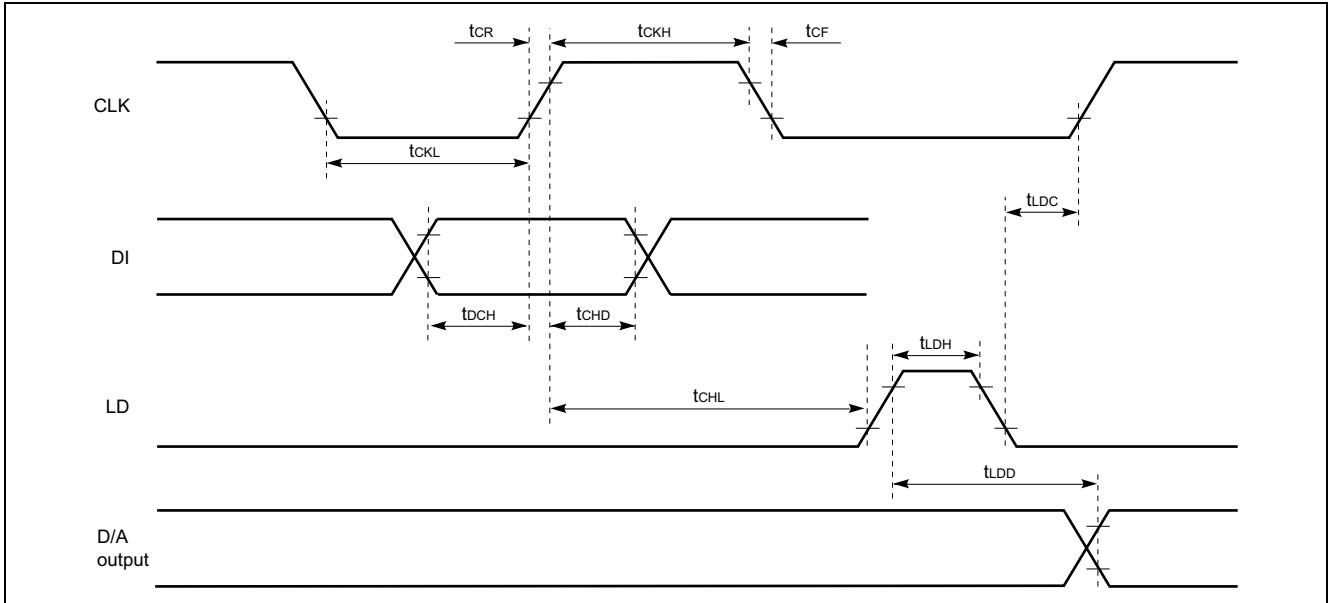 tCR
tCKH
tCF
CLK
tCKL
tLDC
DI
tDCH
tCHD
tLDH
tCHL
LD
tLDD
D/A
output